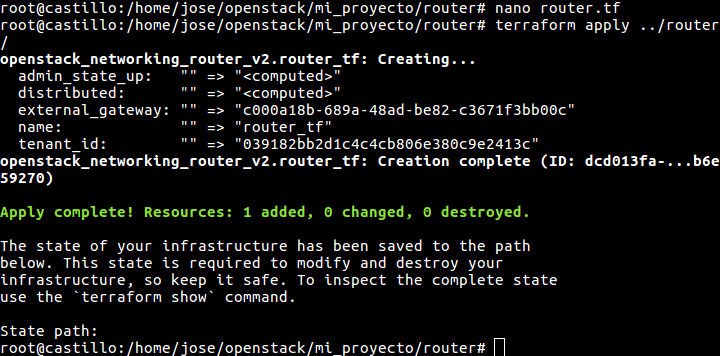 root@castillo:/home/jose/openstack/mi_proyecto/router# nano router.tf
root@castillo:/home/jose/openstack/mi_proyecto/router# terraform apply ../router
/
openstack_networking_router_v2.router_tf: Creating...
  admin_state_up:   "" => "<computed>"
  distributed:      "" => "<computed>"
  external_gateway: "" => "c000a18b-689a-48ad-be82-c3671f3bb00c"
  name:             "" => "router_tf"
  tenant_id:        "" => "039182bb2d1c4c4cb806e380c9e2413c"
openstack_networking_router_v2.router_tf: Creation complete (ID: dcd013fa-...b6e
59270)
Apply complete! Resources: 1 added, 0 changed, 0 destroyed.
The state of your infrastructure has been saved to the path
below. This state is required to modify and destroy your
infrastructure, so keep it safe. To inspect the complete state
use the `terraform show` command.
State path:
root@castillo:/home/jose/openstack/mi_proyecto/router#